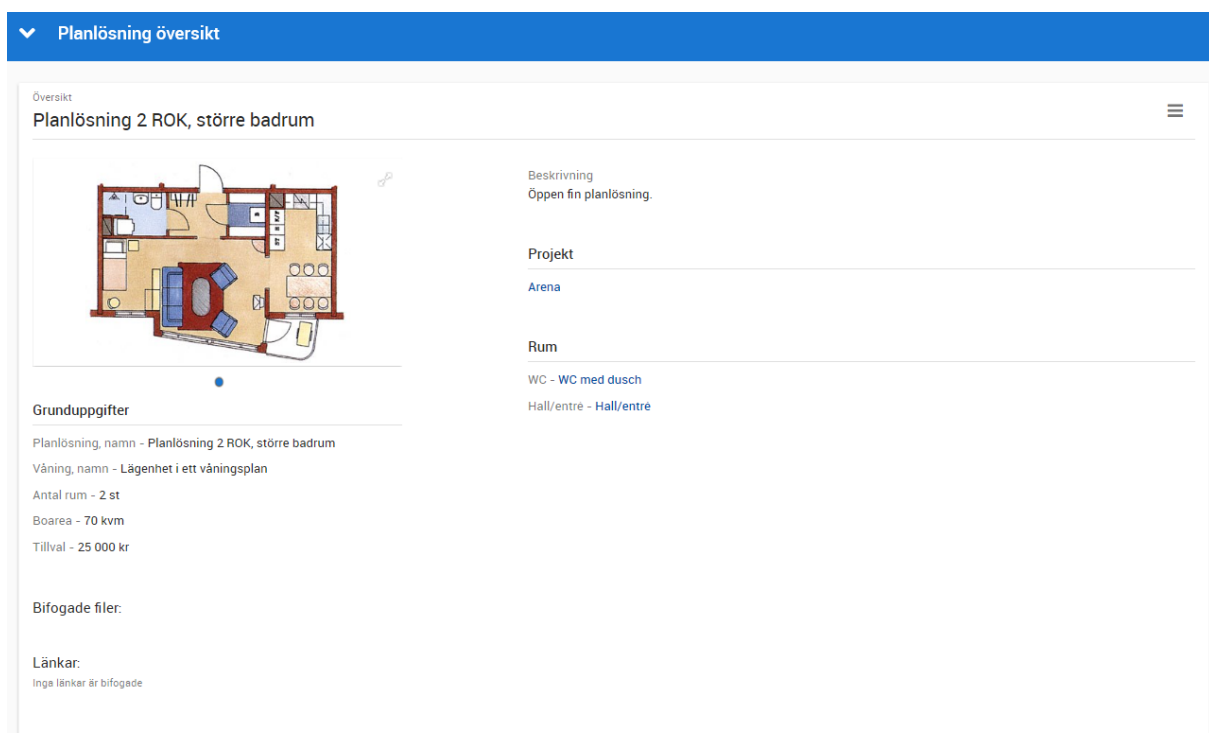 Planlösning översikt
Översikt
Planlösning 2 ROK, större badrum
Grunduppgifter
Planlösning, namn - Planlösning 2 ROK, större badrum
Våning, namn - Lägenhet i ett våningsplan
Antal rum - 2 st
Boarea - 70 kvm
Tillval - 25 000 kr
Bifogade filer:
Länkar:
Inga länkar är bifogade
Beskrivning
Öppen fin planlösning.
Projekt
Arena
Rum
WC - WC med dusch
Hall/entré - Hall/entré